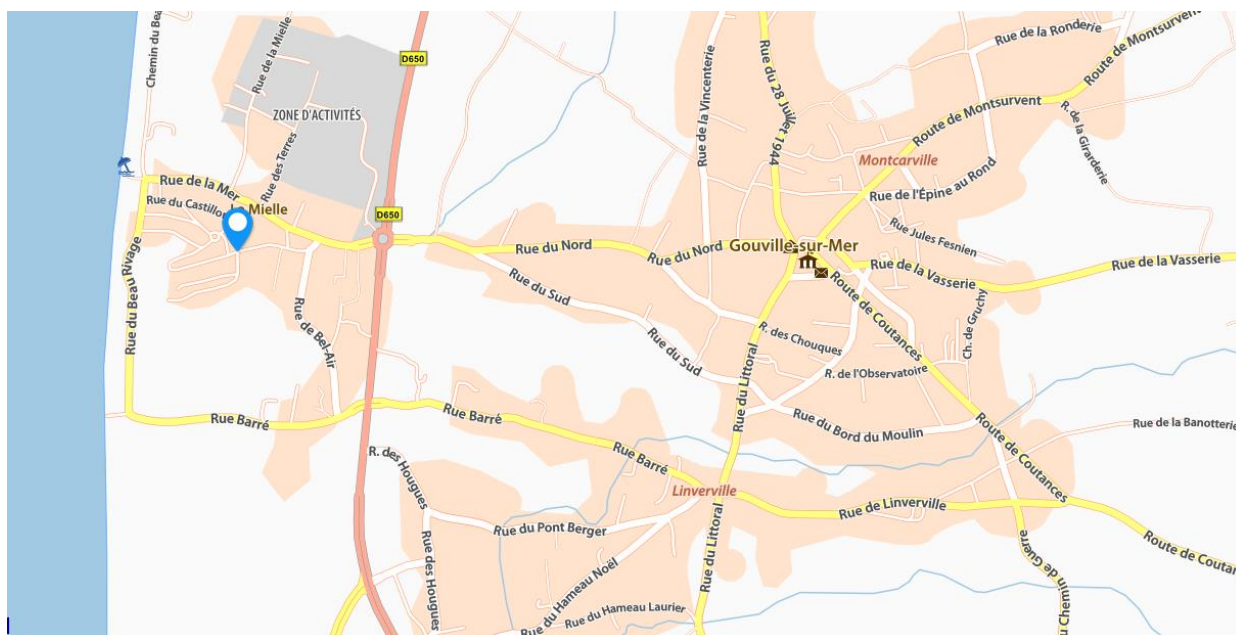 Chemin du Beau
Rue de la Mielle
D650
ZONE D'ACTIVITÉS
Rue des Terres
Rue de la Vincenterie
Rue du 28 Juillet 1944
Rue de la Ronderie
Route de Montsurvent
Route de Montsurvent
R. de la Girarderie
Montcarville
Rue de l'Épine au Rond
Rue de la Mer
Rue du Castillon
Mielle
D650
Rue du Nord
Rue du Nord
Gouville-sur-Mer
Rue Jules Fesnien
Rue de la Vasserie
Rue de la Vasserie
Rue du Beau Rivage
Rue de Bel-Air
Rue du Sud
Rue du Sud
R. des Chouques
Route de Coutances
Ch. de Gruchy
R. de l'Observatoire
Rue du Littoral
Rue Barré
Rue Barré
Rue Barré
Rue du Bord du Moulin
Rue de la Banotterie
Route de Coutances
R. des Hougues
Linverville
Rue de Linverville
Rue du Pont Berger
Rue du Littoral
Rue des Hougues
Rue du Hameau Noël
Rue du Hameau Laurier
u Chemin de Guerre
Route de Coutan